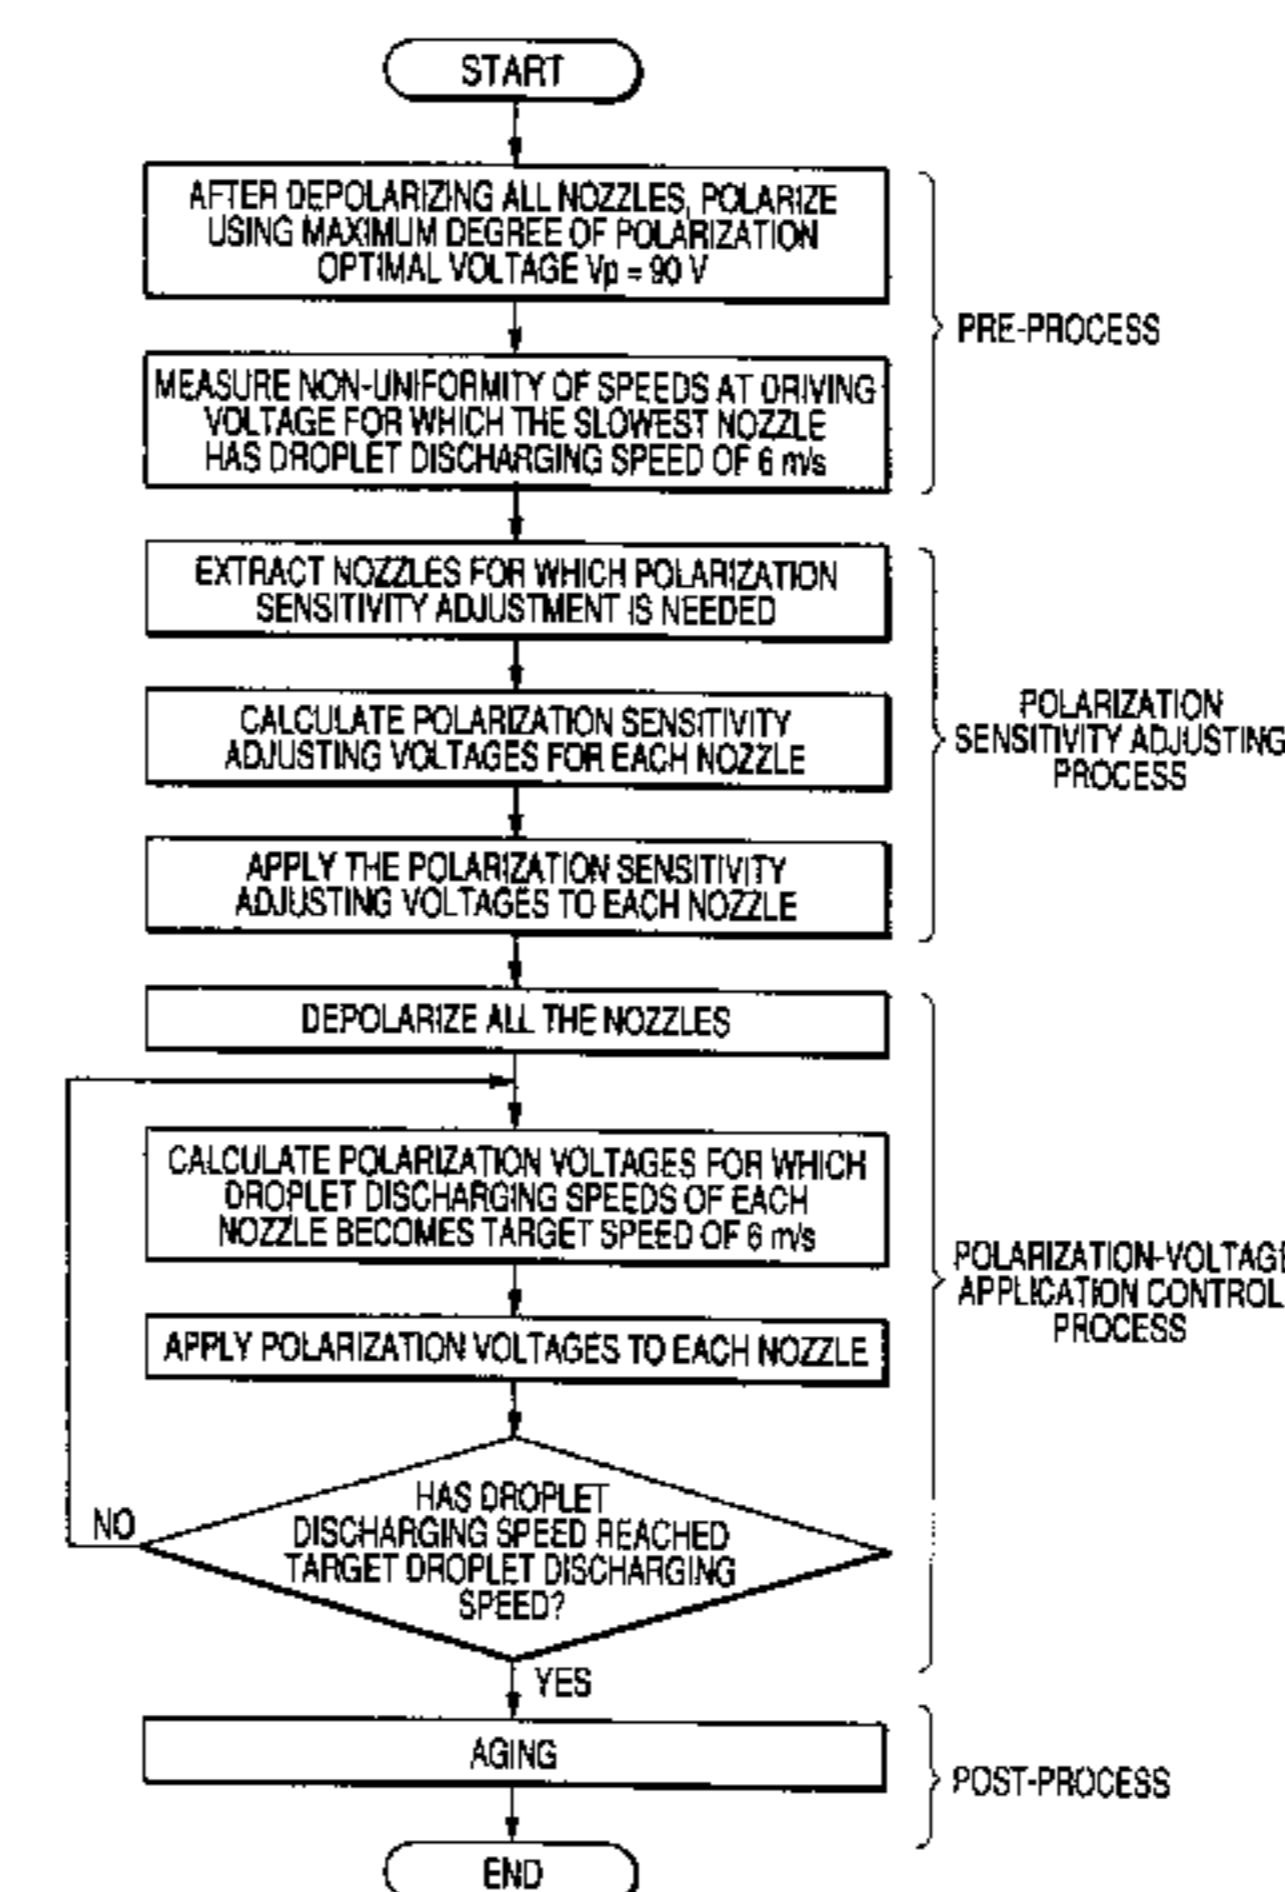 START
AFTER DEPOLARIZING ALL NOZZLES, POLARIZE
USING MAXIMUM DEGREE OF POLARIZATION
OPTIMAL VOLTAGE Vp = 90 V
MEASURE NON-UNIFORMITY OF SPEEDS AT DRIVING
VOLTAGE FOR WHICH THE SLOWEST NOZZLE
HAS DROPLET DISCHARGING SPEED OF 6 m/s
PRE-PROCESS
EXTRACT NOZZLES FOR WHICH POLARIZATION
SENSITIVITY ADJUSTMENT IS NEEDED
CALCULATE POLARIZATION SENSITIVITY
ADJUSTING VOLTAGES FOR EACH NOZZLE
APPLY THE POLARIZATION SENSITIVITY
ADJUSTING VOLTAGES TO EACH NOZZLE
POLARIZATION
SENSITIVITY ADJUSTING
PROCESS
DEPOLARIZE ALL THE NOZZLES
CALCULATE POLARIZATION VOLTAGES FOR WHICH
DROPLET DISCHARGING SPEEDS OF EACH
NOZZLE BECOMES TARGET SPEED OF 6 m/s
APPLY POLARIZATION VOLTAGES TO EACH NOZZLE
HAS DROPLET
DISCHARGING SPEED REACHED
TARGET DROPLET DISCHARGING
SPEED?
NO
YES
POLARIZATION-VOLTAGE
APPLICATION CONTROL
PROCESS
AGING
POST-PROCESS
END